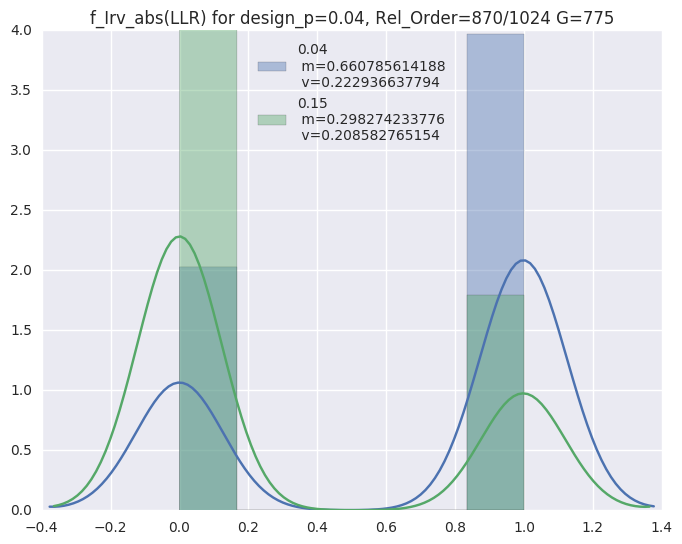 f_Irv_abs(LLR) for design_p=0.04, Rel_Order=870/1024 G=775
4.0
3.5
3.0
2.5
2.0
1.5
1.0
0.5
0.0
0.04
m=0.660785614188
v=0.222936637794
0.15
m=0.298274233776
v=0.208582765154
−0.4 −0.2 0.0 0.2 0.4 0.6 0.8 1.0 1.2 1.4